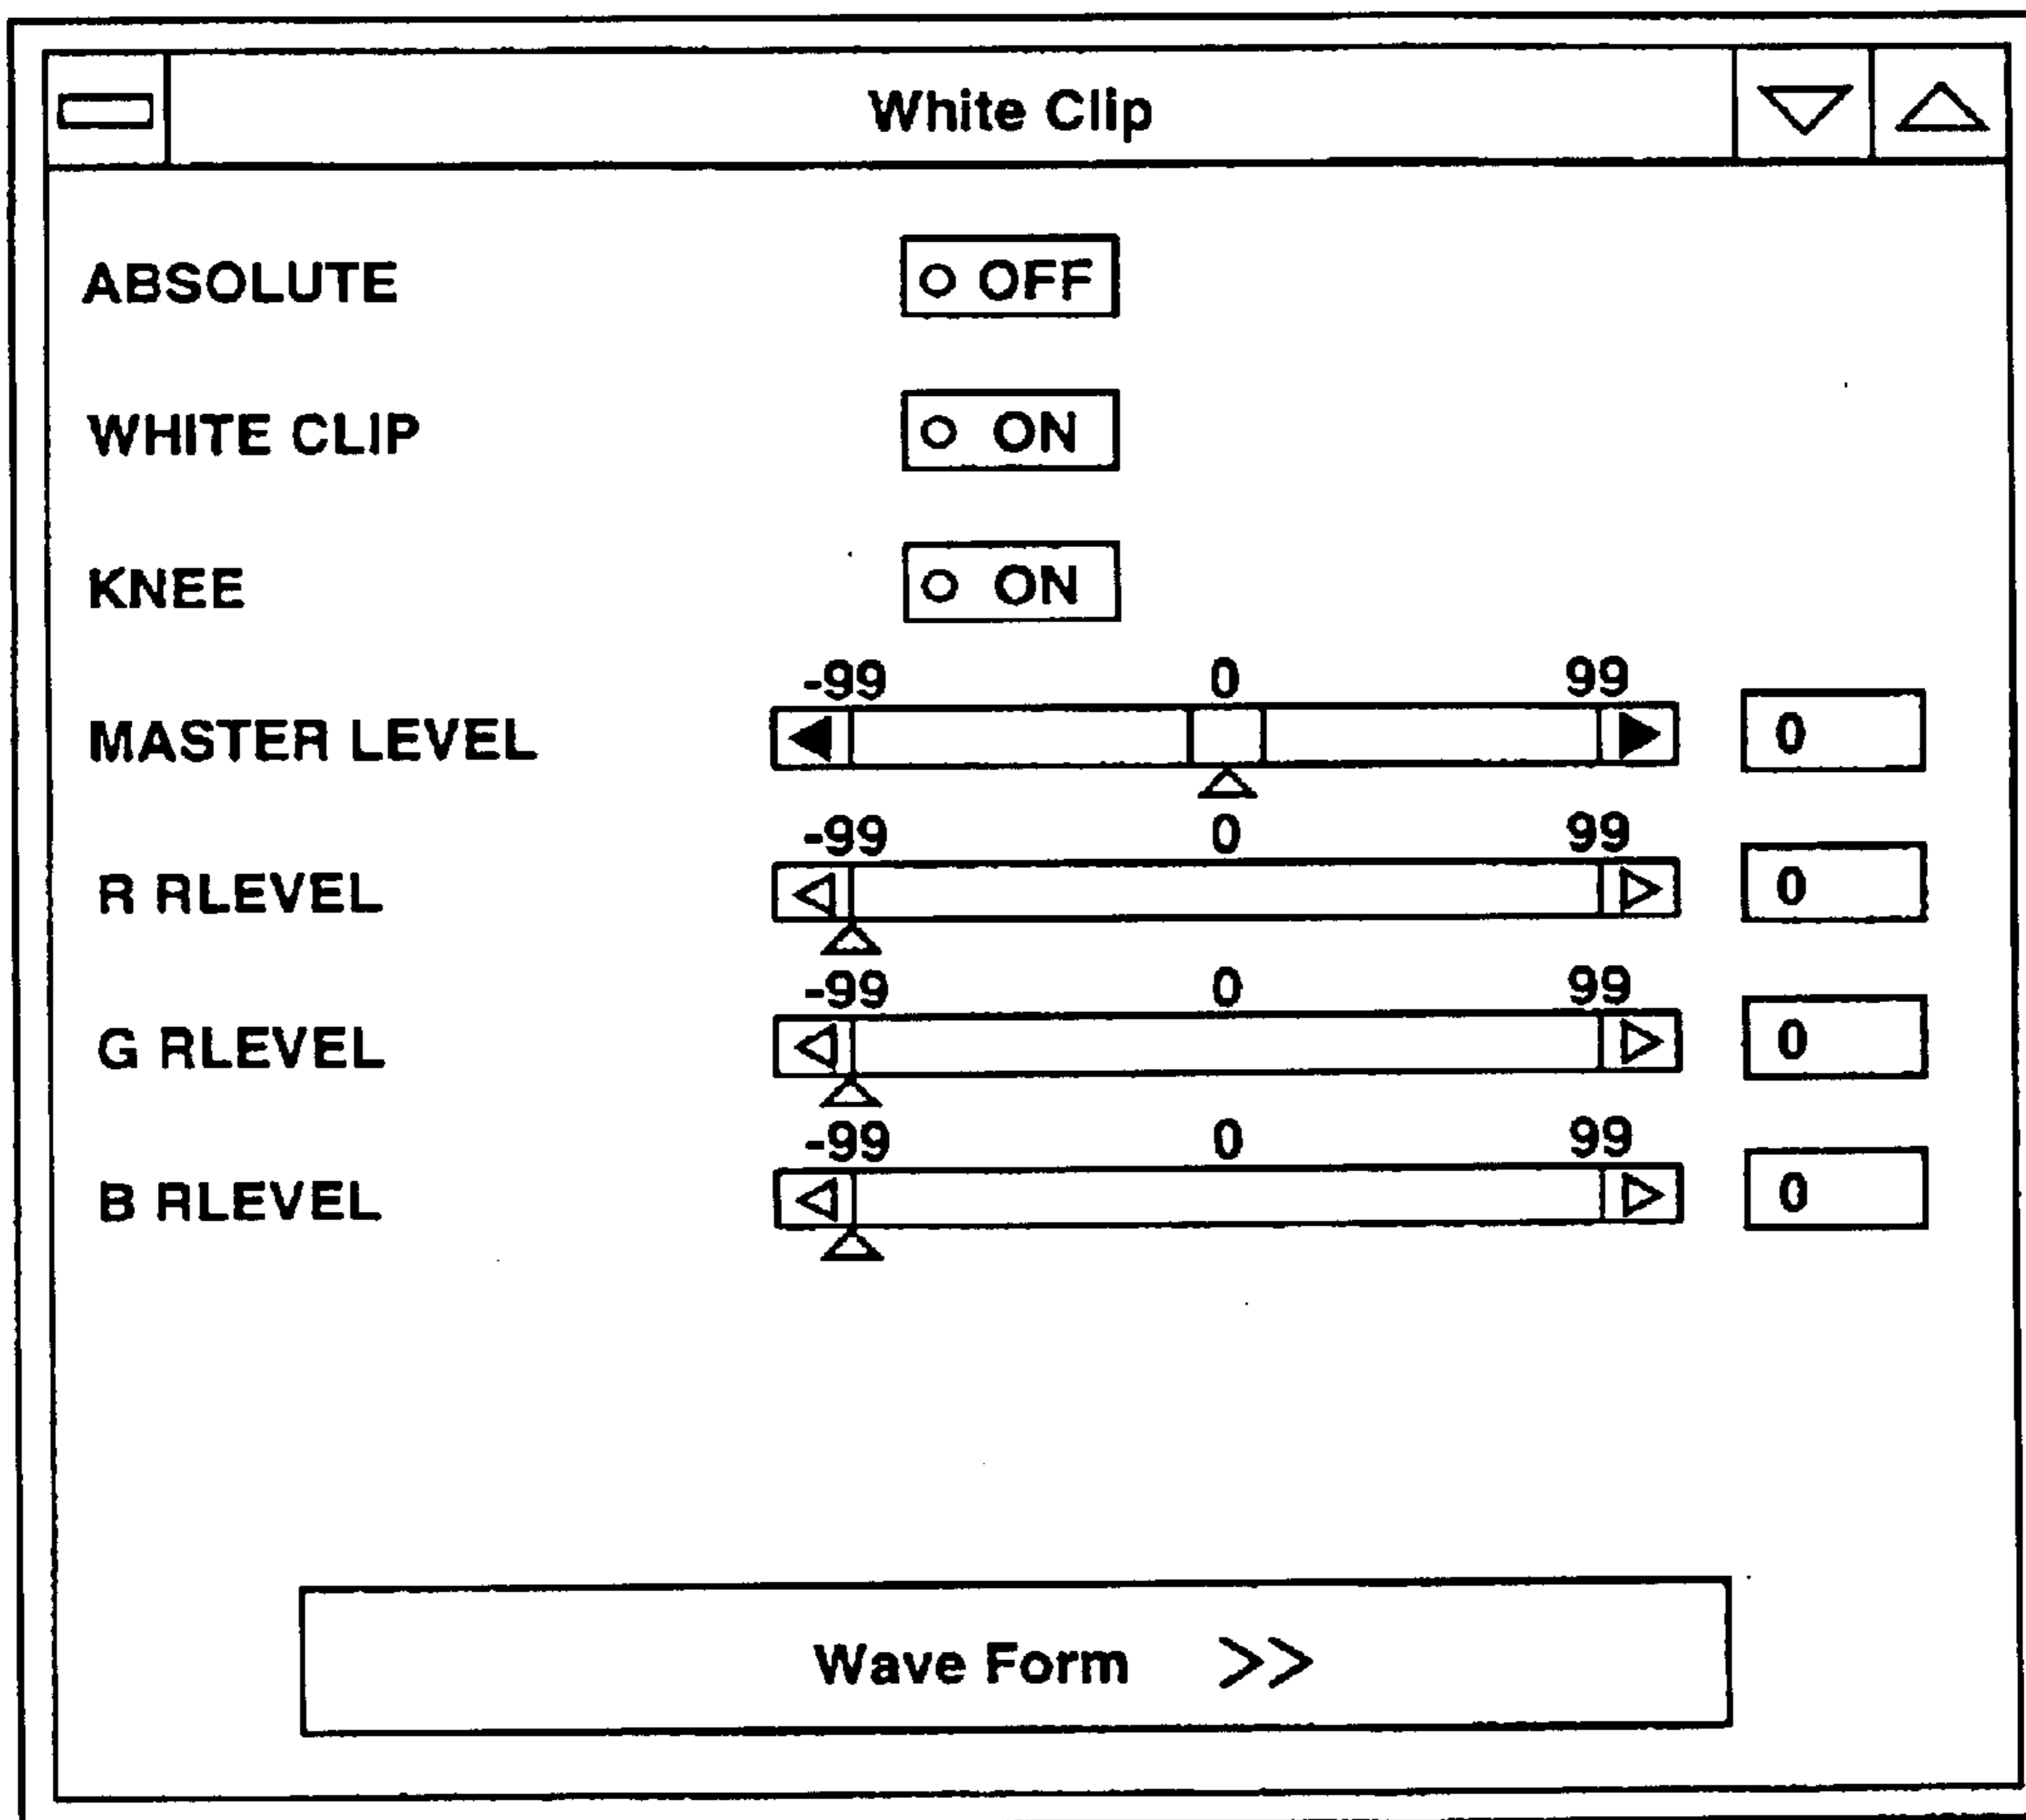 White Clip
ABSOLUTE OFF
WHITE CLIP ON
KNEE ON
-99 0 99
MASTER LEVEL 0
-99 0 99
R RLEVEL 0
-99 0 99
G RLEVEL 0
-99 0 99
B RLEVEL 0
Wave Form >>